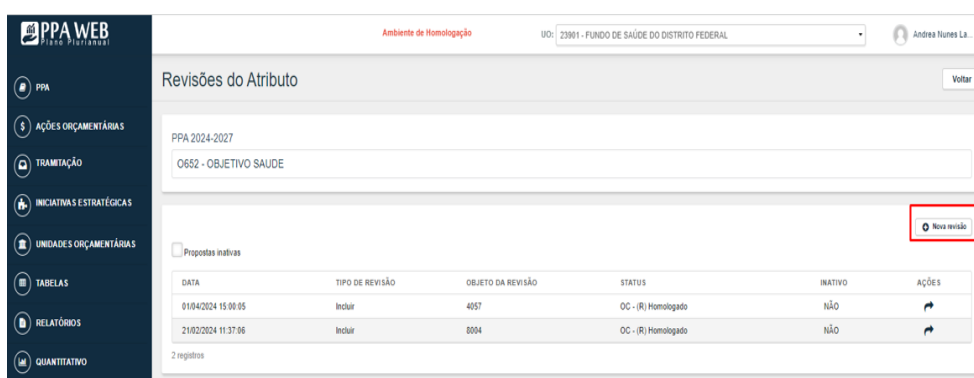 PPA WEB
Plano Plurianual
Ambiente de Homologação
UO: 23901 - FUNDO DE SAÚDE DO DISTRITO FEDERAL
Andrea Nunes La...
PPA
AÇÕES ORÇAMENTÁRIAS
TRAMITAÇÃO
INICIATIVAS ESTRATÉGICAS
UNIDADES ORÇAMENTÁRIAS
TABELAS
RELATÓRIOS
QUANTITATIVO
Revisões do Atributo
Voltar
PPA 2024-2027
O652 - OBJETIVO SAUDE
Nova revisão
Propostas inativas
DATA TIPO DE REVISÃO OBJETO DA REVISÃO STATUS INATIVO AÇÕES
01/04/2024 15:00:05 Incluir 4057 OC - (R) Homologado NÃO
21/02/2024 11:37:06 Incluir 8004 OC - (R) Homologado NÃO
2 registros